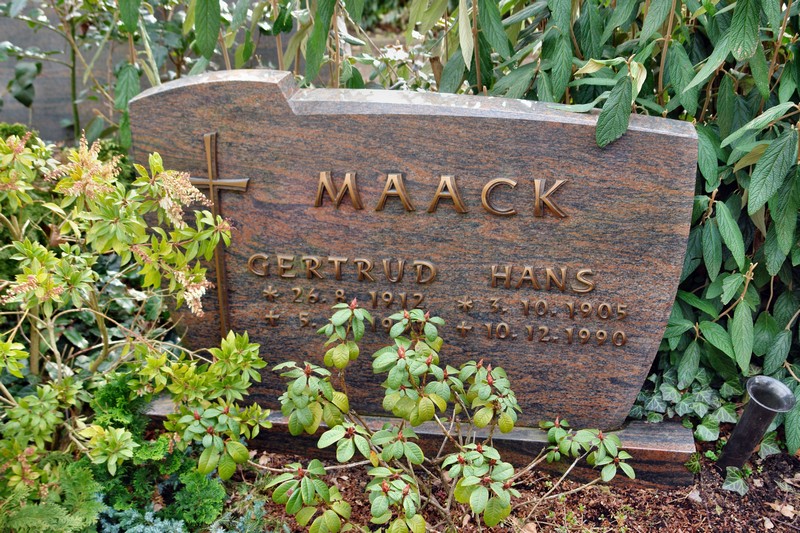 MAACK
GERTRUD HANS
* 26. 8. 1912 * 3. 10. 1905
+ 5. + 10. 12. 1990